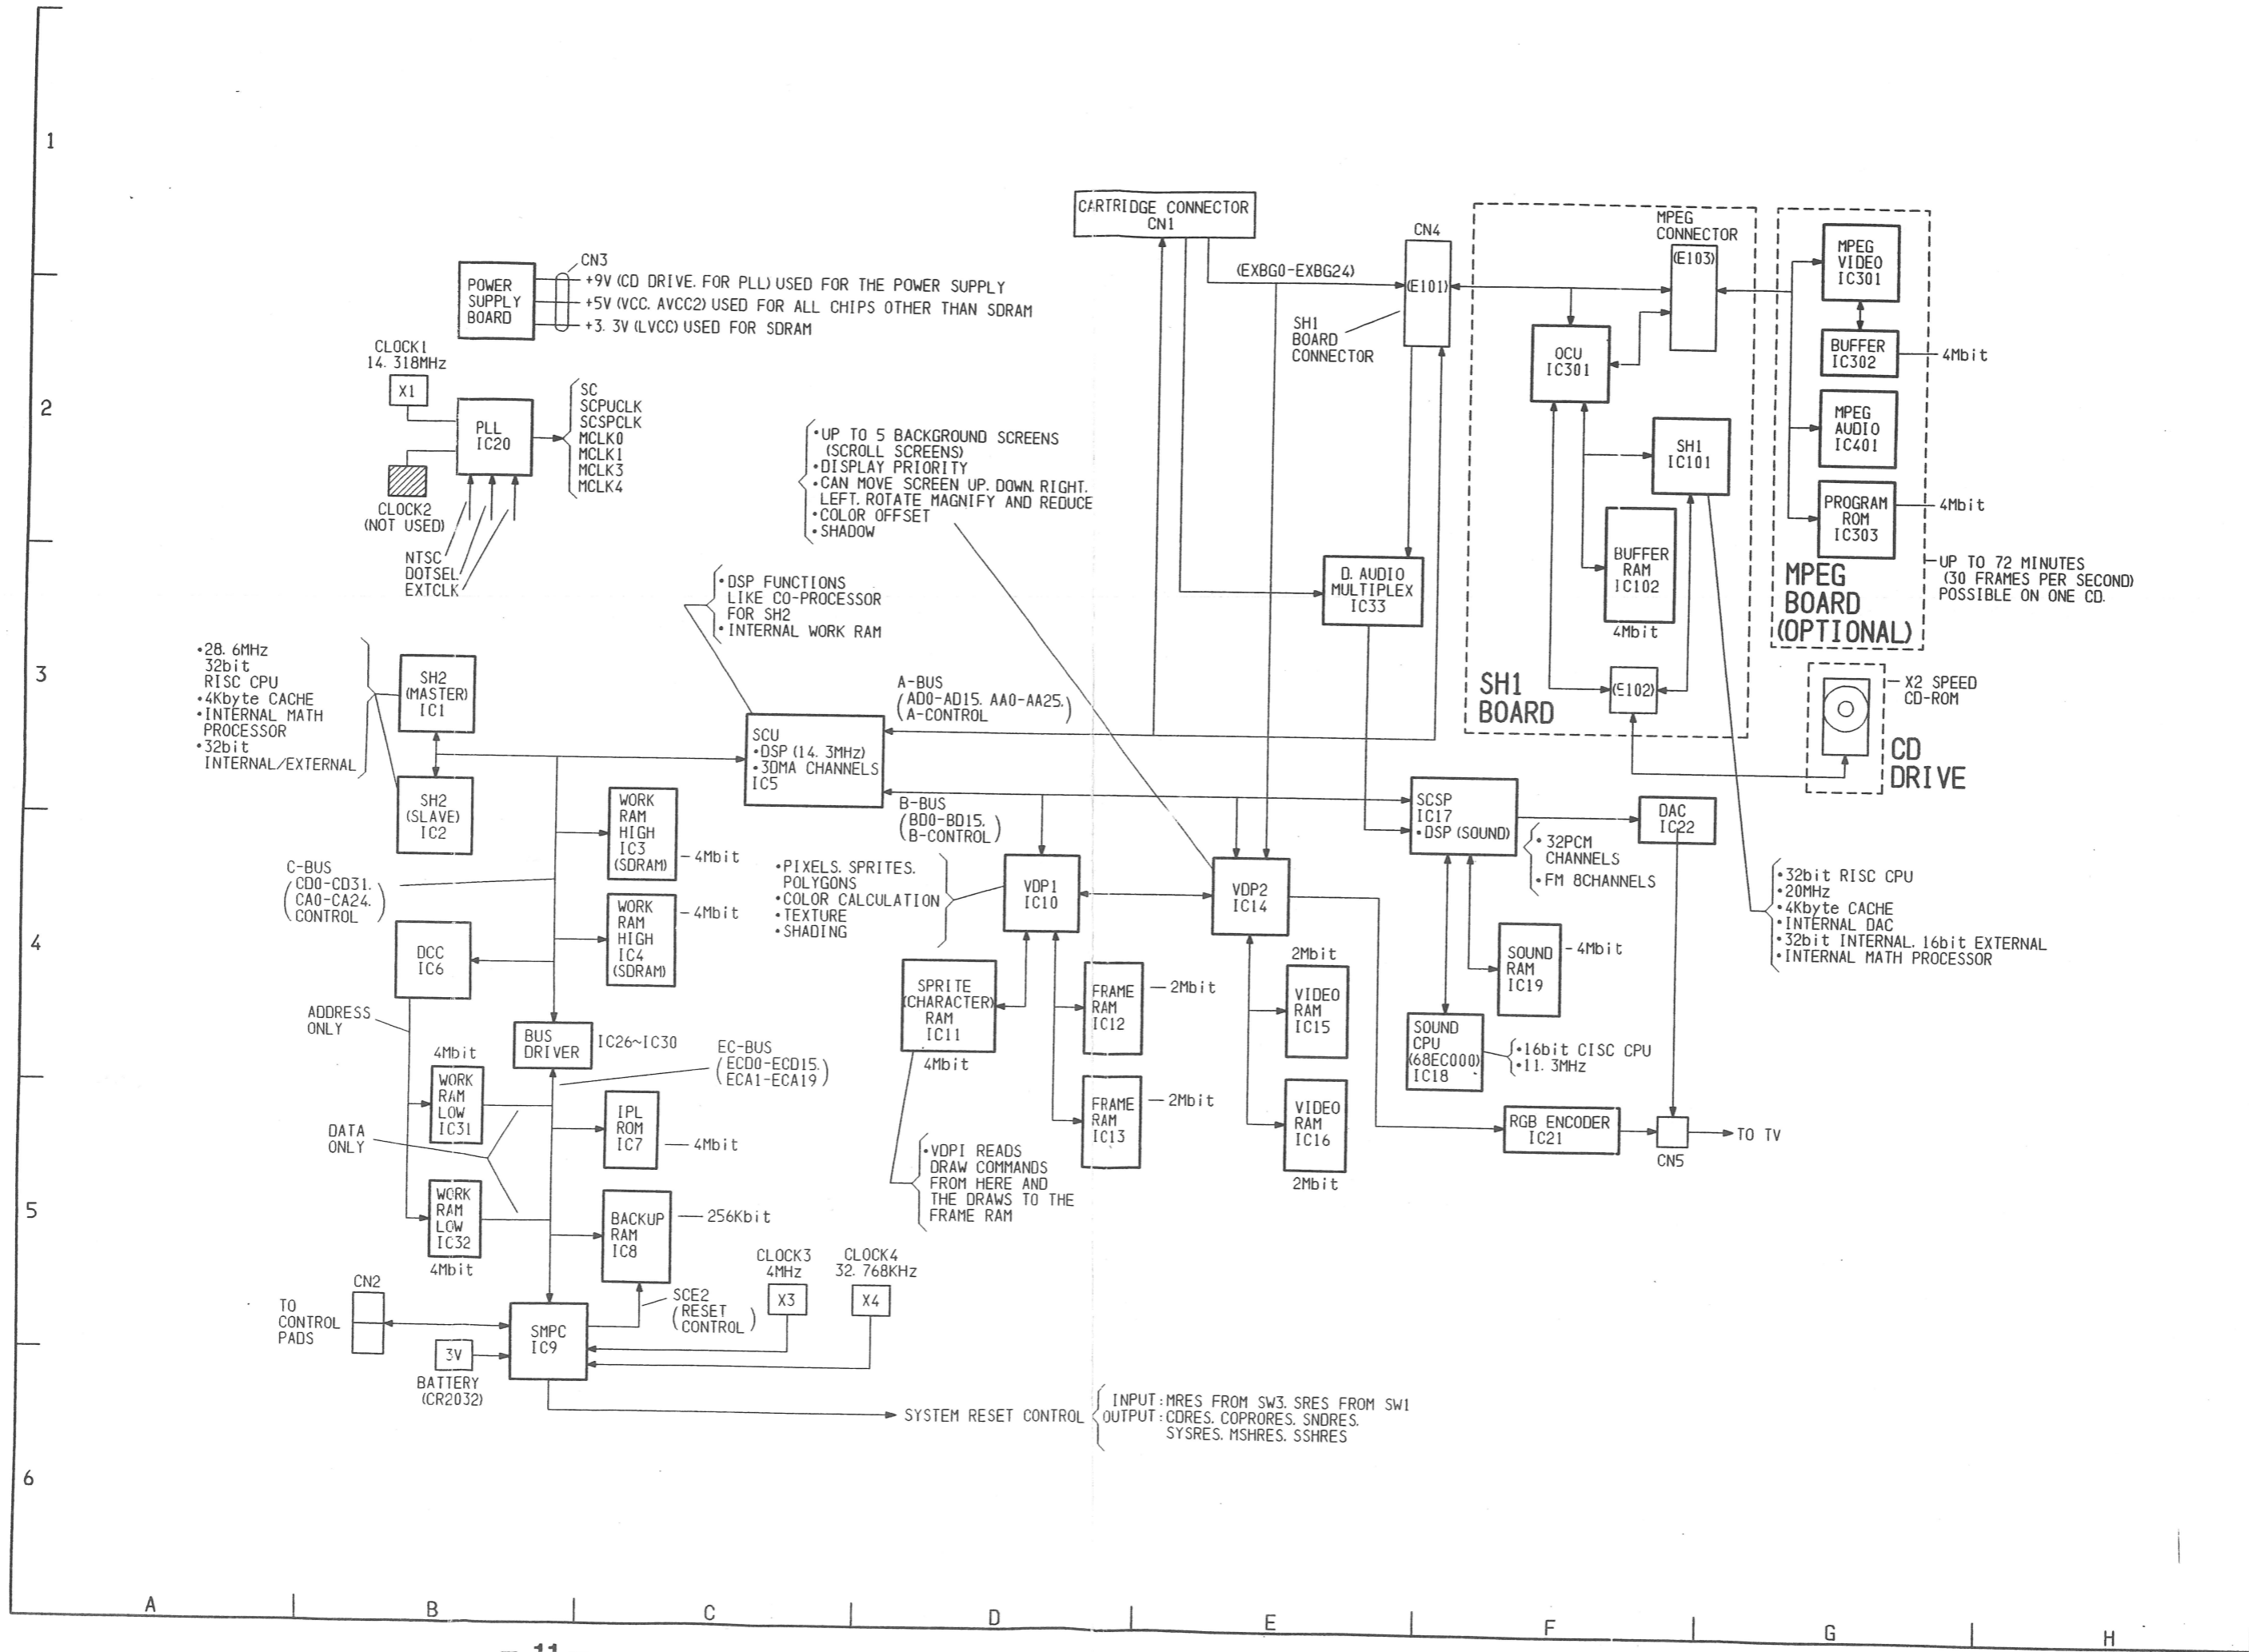 1
CARTRIDGE CONNECTOR
CN1
CN4
MPEG
CONNECTOR
(E103)
MPEG
VIDEO
IC301
CN3
POWER
SUPPLY
BOARD
+9V (CD DRIVE. FOR PLL) USED FOR THE POWER SUPPLY
+5V (VCC. AVCC2) USED FOR ALL CHIPS OTHER THAN SDRAM
+3. 3V (LVCC) USED FOR SDRAM
(EXBG0-EXBG24)
(E101)
SH1
BOARD
CONNECTOR
OCU
IC301
BUFFER
IC302
4Mbit
2
CLOCK1
14. 318MHz
X1
PLL
IC20
SC
SCPUCLK
SCSPCLK
MCLK0
MCLK1
MCLK3
MCLK4
CLOCK2
(NOT USED)
NTSC
DOTSEL
EXTCLK
•UP TO 5 BACKGROUND SCREENS
(SCROLL SCREENS)
•DISPLAY PRIORITY
•CAN MOVE SCREEN UP. DOWN. RIGHT.
LEFT. ROTATE MAGNIFY AND REDUCE
•COLOR OFFSET
•SHADOW
SH1
IC101
MPEG
AUDIO
IC401
PROGRAM
ROM
IC303
4Mbit
BUFFER
RAM
IC102
4Mbit
MPEG
BOARD
(OPTIONAL)
UP TO 72 MINUTES
(30 FRAMES PER SECOND)
POSSIBLE ON ONE CD.
•DSP FUNCTIONS
LIKE CO-PROCESSOR
FOR SH2
•INTERNAL WORK RAM
D. AUDIO
MULTIPLEX
IC33
3
•28. 6MHz
32bit
RISC CPU
•4Kbyte CACHE
•INTERNAL MATH
PROCESSOR
•32bit
INTERNAL/EXTERNAL
SH2
(MASTER)
IC1
SH2
(SLAVE)
IC2
SCU
•DSP (14. 3MHz)
•3DMA CHANNELS
IC5
A-BUS
(AD0-AD15. AA0-AA25.
A-CONTROL)
SH1
BOARD
(E102)
X2 SPEED
CD-ROM
CD
DRIVE
WORK
RAM
HIGH
IC3
(SDRAM)
4Mbit
B-BUS
(BD0-BD15.
B-CONTROL)
SCSP
IC17
•DSP (SOUND)
DAC
IC22
•32PCM
CHANNELS
•FM 8CHANNELS
C-BUS
(CD0-CD31.
CA0-CA24.
CONTROL)
WORK
RAM
HIGH
IC4
(SDRAM)
4Mbit
•PIXELS. SPRITES.
POLYGONS
•COLOR CALCULATION
•TEXTURE
•SHADING
VDP1
IC10
VDP2
IC14
•32bit RISC CPU
•20MHz
•4Kbyte CACHE
•INTERNAL DAC
•32bit INTERNAL. 16bit EXTERNAL
•INTERNAL MATH PROCESSOR
4
DCC
IC6
SPRITE
(CHARACTER)
RAM
IC11
4Mbit
FRAME
RAM
IC12
2Mbit
2Mbit
VIDEO
RAM
IC15
SOUND
RAM
IC19
4Mbit
ADDRESS
ONLY
BUS
DRIVER
IC26~IC30
EC-BUS
(ECD0-ECD15.
ECA1-ECA19)
SOUND
CPU
(68EC000)
IC18
•16bit CISC CPU
•11. 3MHz
4Mbit
WORK
RAM
LOW
IC31
IPL
ROM
IC7
4Mbit
FRAME
RAM
IC13
2Mbit
VIDEO
RAM
IC16
2Mbit
RGB ENCODER
IC21
CN5
TO TV
DATA
ONLY
•VDPI READS
DRAW COMMANDS
FROM HERE AND
THE DRAWS TO THE
FRAME RAM
5
WORK
RAM
LOW
IC32
4Mbit
BACKUP
RAM
IC8
256Kbit
CLOCK3
4MHz
X3
CLOCK4
32. 768KHz
X4
CN2
TO
CONTROL
PADS
SMPC
IC9
SCE2
(RESET
CONTROL)
3V
BATTERY
(CR2032)
SYSTEM RESET CONTROL
INPUT:MRES FROM SW3. SRES FROM SW1
OUTPUT:CDRES. COPRORES. SNDRES.
SYSRES. MSHRES. SSHRES
6
A B C D E F G H
— 11